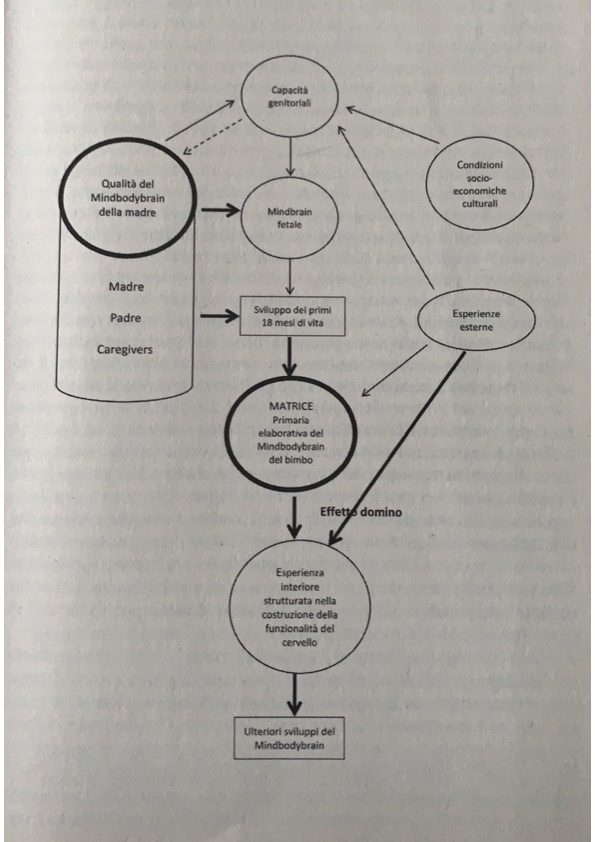 Capacità
genitoriali
Qualità del
Mindbodybrain
della madre
Condizioni
socio-
economiche
culturali
Mindbrain
fetale
Madre
Padre
Caregivers
Sviluppo dei primi
18 mesi di vita
Esperienze
esterne
MATRICE
Primaria
elaborativa del
Mindbodybrain
del bimbo
Effetto domino
Esperienza
interiore
strutturata nella
costruzione della
funzionalità del
cervello
Ulteriori sviluppi del
Mindbodybrain